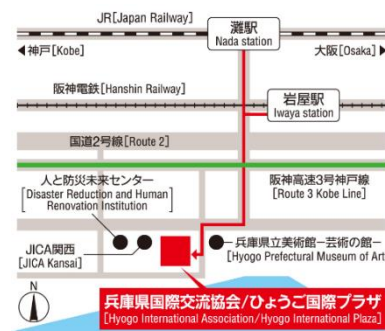 JR[Japan Railway]
灘駅
Nada station
◀神戸[Kobe]
大阪[Osaka]▶
阪神電鉄[Hanshin Railway]
岩屋駅
Iwaya station
国道2号線[Route 2]
人と防災未来センター
[Disaster Reduction and Human
Renovation Institution]
阪神高速3号神戸線
[Route 3 Kobe Line]
JICA関西
[JICA Kansai]
兵庫県立美術館−芸術の館−
[Hyogo Prefectural Museum of Art
N
兵庫県国際交流協会/ひょうご国際プラザ
[Hyogo International Association/Hyogo International Plaza]